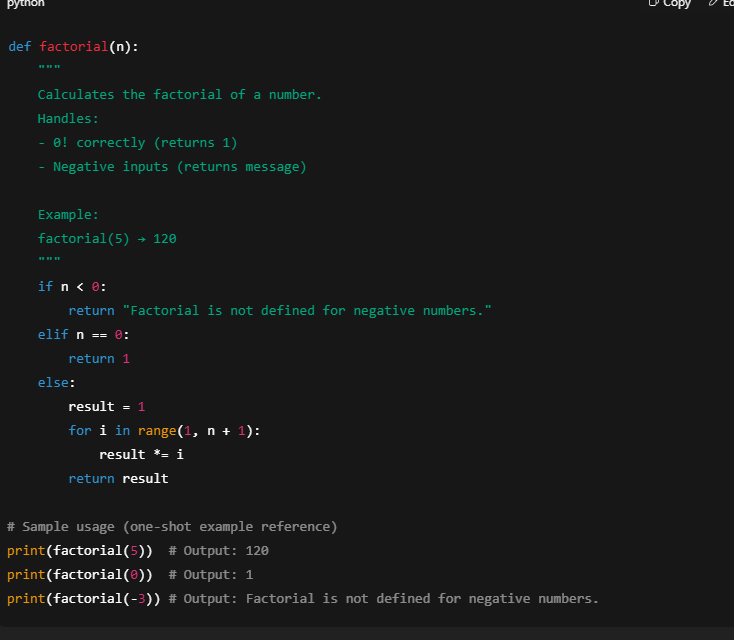 python Copy
def factorial(n):
    """
    Calculates the factorial of a number.
    Handles:
    - 0! correctly (returns 1)
    - Negative inputs (returns message)

    Example:
    factorial(5) → 120
    """
    if n < 0:
        return "Factorial is not defined for negative numbers."
    elif n == 0:
        return 1
    else:
        result = 1
        for i in range(1, n + 1):
            result *= i
        return result

# Sample usage (one-shot example reference)
print(factorial(5))  # Output: 120
print(factorial(0))  # Output: 1
print(factorial(-3)) # Output: Factorial is not defined for negative numbers.